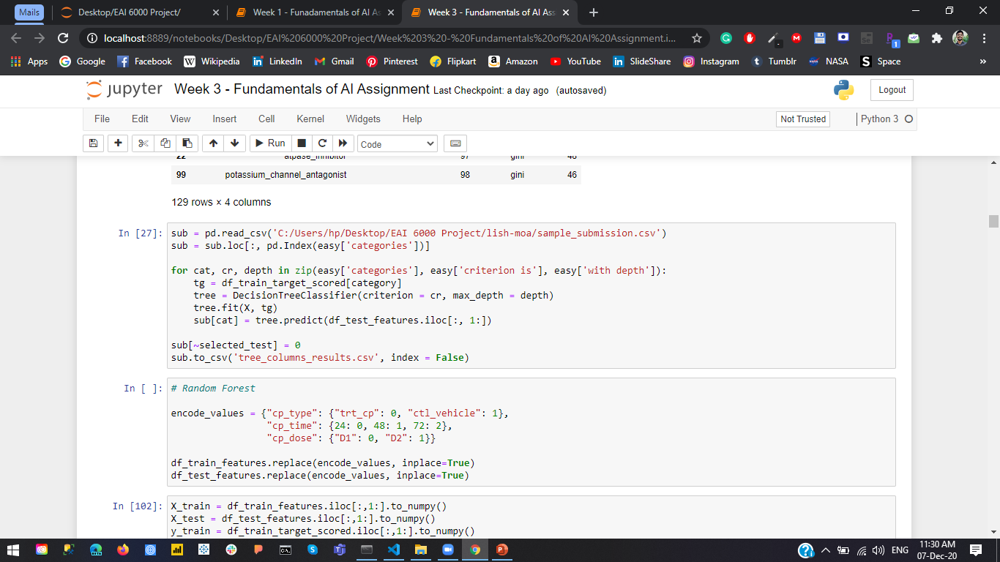 Mails
Desktop/EAI 6000 Project/
Week 1 - Funadamentals of AI As
Week 3 - Fundamentals of AI Ass
localhost:8889/notebooks/Desktop/EAI%206000%20Project/Week%203%20-%20Fundamentals%20of%20AI%20Assignment.i...
Apps Google Facebook Wikipedia LinkedIn Gmail Pinterest Flipkart Amazon YouTube SlideShare Instagram Tumblr NASA Space »
jupyter Week 3 - Fundamentals of AI Assignment Last Checkpoint: a day ago (autosaved)
Logout
File Edit View Insert Cell Kernel Widgets Help
Not Trusted
Python 3
Run
Code
22 atpase_inhibitor 97 gini 48
99 potassium_channel_antagonist 98 gini 46
129 rows × 4 columns
In [27]:
sub = pd.read_csv('C:/Users/hp/Desktop/EAI 6000 Project/lish-moa/sample_submission.csv')
sub = sub.loc[:, pd.Index(easy['categories'])]
for cat, cr, depth in zip(easy['categories'], easy['criterion is'], easy['with depth']):
    tg = df_train_target_scored[category]
    tree = DecisionTreeClassifier(criterion = cr, max_depth = depth)
    tree.fit(X, tg)
    sub[cat] = tree.predict(df_test_features.iloc[:, 1:])
sub[~selected_test] = 0
sub.to_csv('tree_columns_results.csv', index = False)
In [ ]:
# Random Forest
encode_values = {"cp_type": {"trt_cp": 0, "ctl_vehicle": 1},
                 "cp_time": {24: 0, 48: 1, 72: 2},
                 "cp_dose": {"D1": 0, "D2": 1}}
df_train_features.replace(encode_values, inplace=True)
df_test_features.replace(encode_values, inplace=True)
In [102]:
X_train = df_train_features.iloc[:,1:].to_numpy()
X_test = df_test_features.iloc[:,1:].to_numpy()
y_train = df_train_target_scored.iloc[:,1:].to_numpy()
ENG
11:30 AM
07-Dec-20